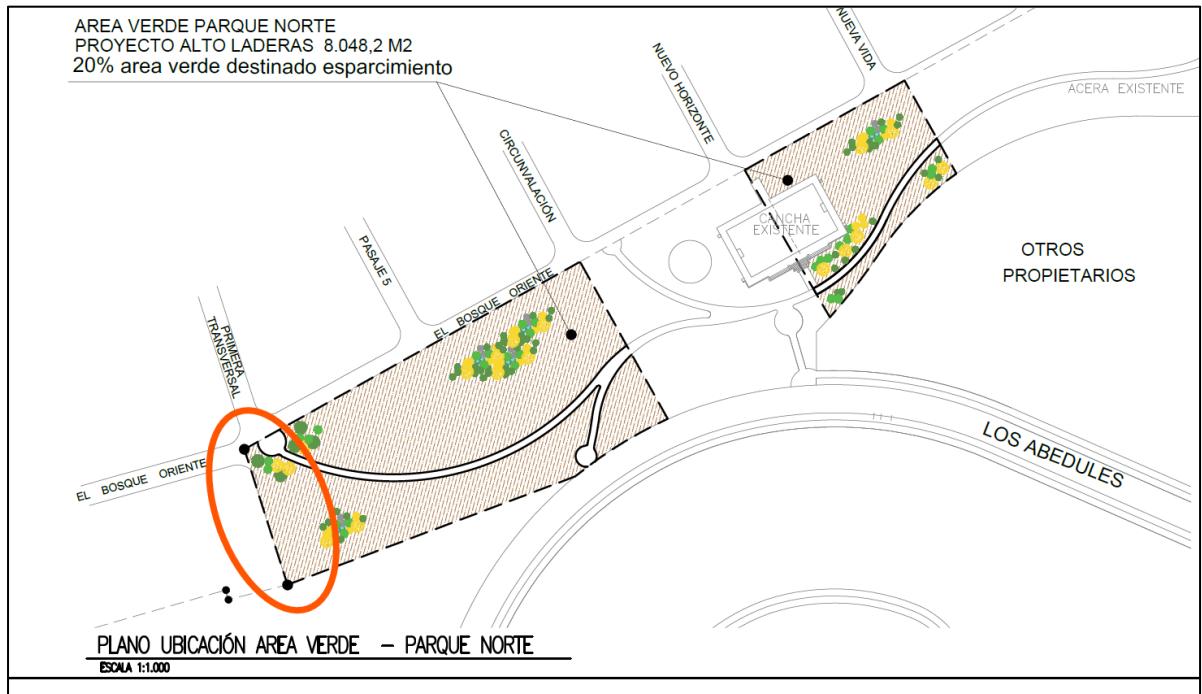 AREA VERDE PARQUE NORTE
PROYECTO ALTO LADERAS 8.048,2 M2
20% area verde destinado esparcimiento
NUEVA VIDA
NUEVO HORIZONTE
ACERA EXISTENTE
CIRCUNVALACIÓN
CANCHA
EXISTENTE
PASAJE 5
OTROS
PROPIETARIOS
EL BOSQUE ORIENTE
PRIMERA
TRANSVERSAL
LOS ABEDULES
EL BOSQUE ORIENTE
PLANO UBICACIÓN AREA VERDE - PARQUE NORTE
ESCALA 1:1.000